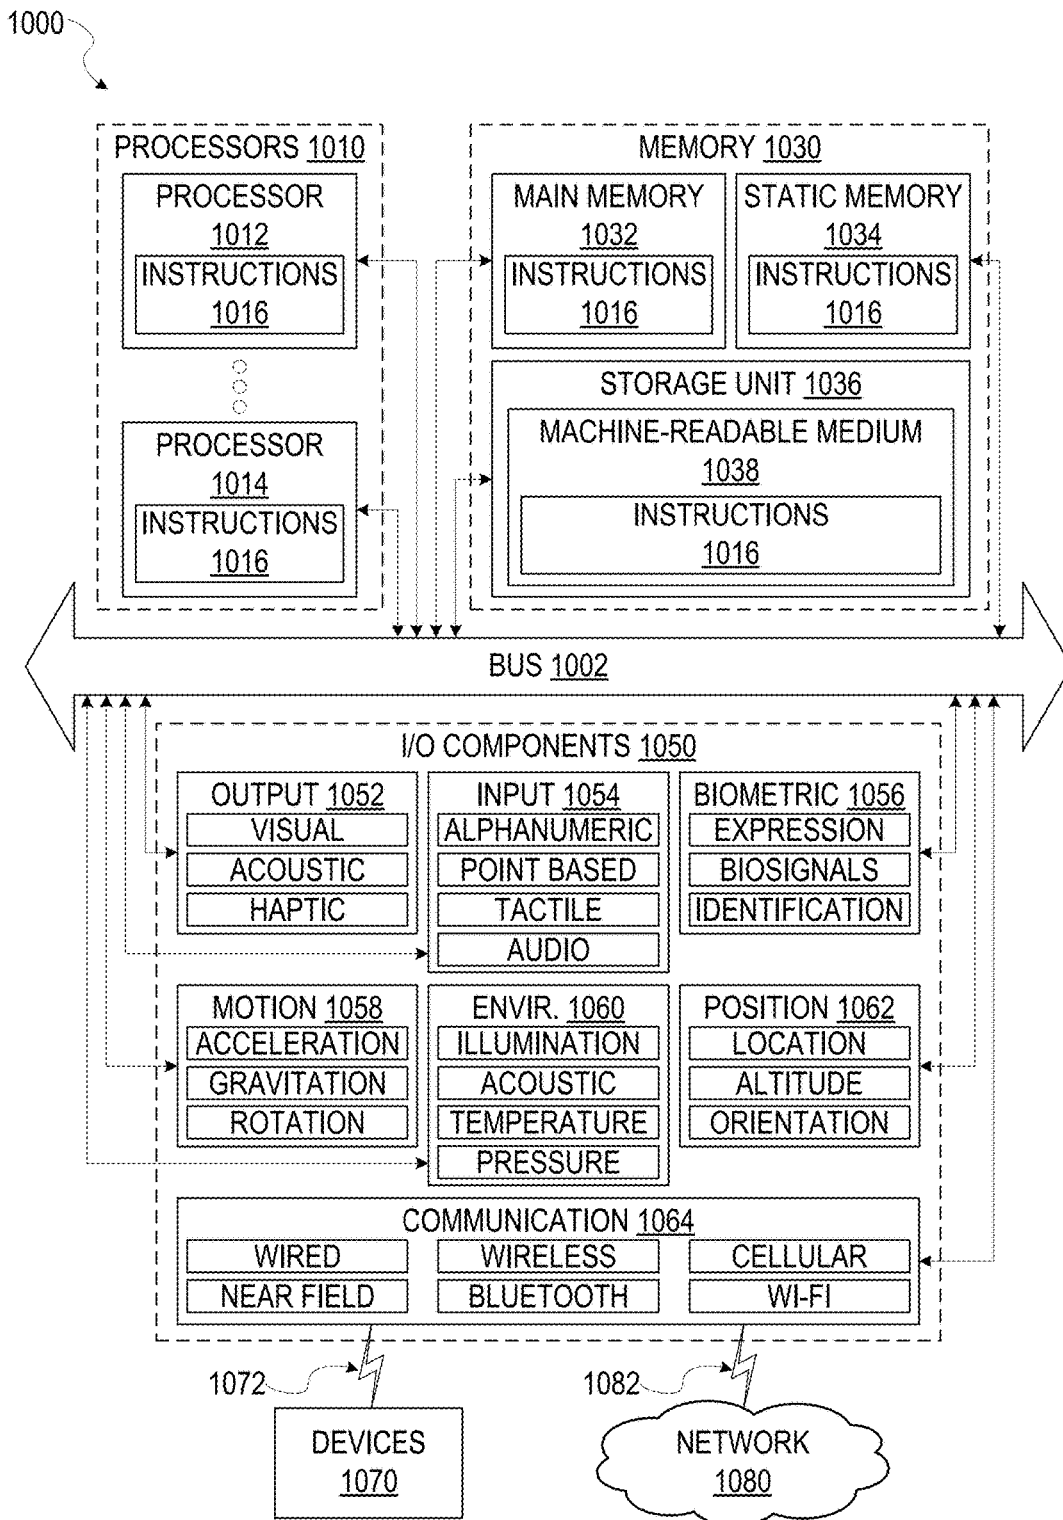 1000
PROCESSORS 1010
PROCESSOR
1012
INSTRUCTIONS
1016
PROCESSOR
1014
INSTRUCTIONS
1016
MEMORY 1030
MAIN MEMORY
1032
INSTRUCTIONS
1016
STATIC MEMORY
1034
INSTRUCTIONS
1016
STORAGE UNIT 1036
MACHINE-READABLE MEDIUM
1038
INSTRUCTIONS
1016
BUS 1002
I/O COMPONENTS 1050
OUTPUT 1052
VISUAL
ACOUSTIC
HAPTIC
INPUT 1054
ALPHANUMERIC
POINT BASED
TACTILE
AUDIO
BIOMETRIC 1056
EXPRESSION
BIOSIGNALS
IDENTIFICATION
MOTION 1058
ACCELERATION
GRAVITATION
ROTATION
ENVIR. 1060
ILLUMINATION
ACOUSTIC
TEMPERATURE
PRESSURE
POSITION 1062
LOCATION
ALTITUDE
ORIENTATION
COMMUNICATION 1064
WIRED
WIRELESS
CELLULAR
NEAR FIELD
BLUETOOTH
WI-FI
1072
1082
DEVICES
1070
NETWORK
1080